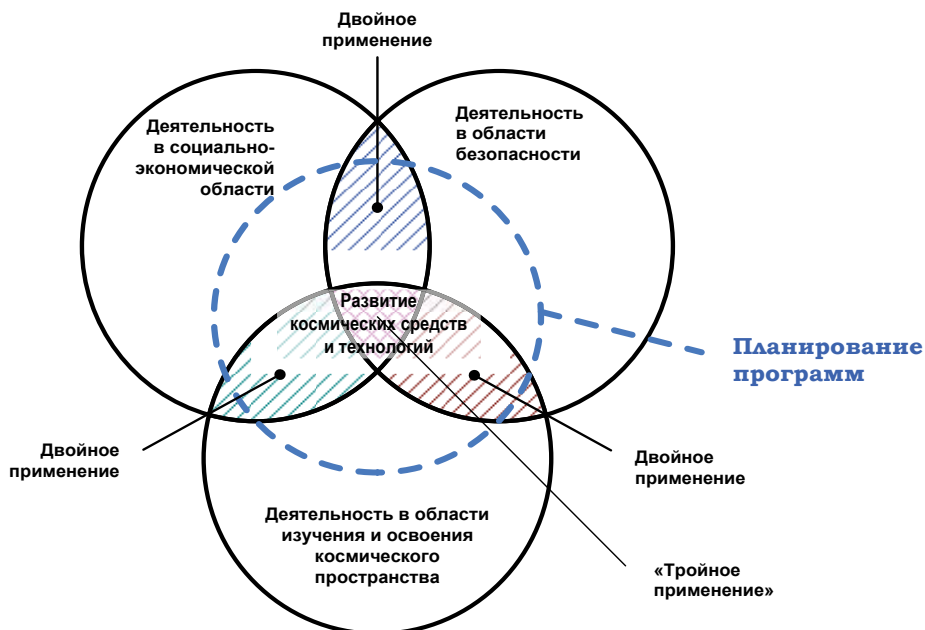 Двойное
применение
Деятельность
в социально-
экономической
области
Деятельность
в области
безопасности
Развитие
космических средств
и технологий
Планирование
программ
Двойное
применение
Двойное
применение
Деятельность в области
изучения и освоения
космического
пространства
«Тройное
применение»